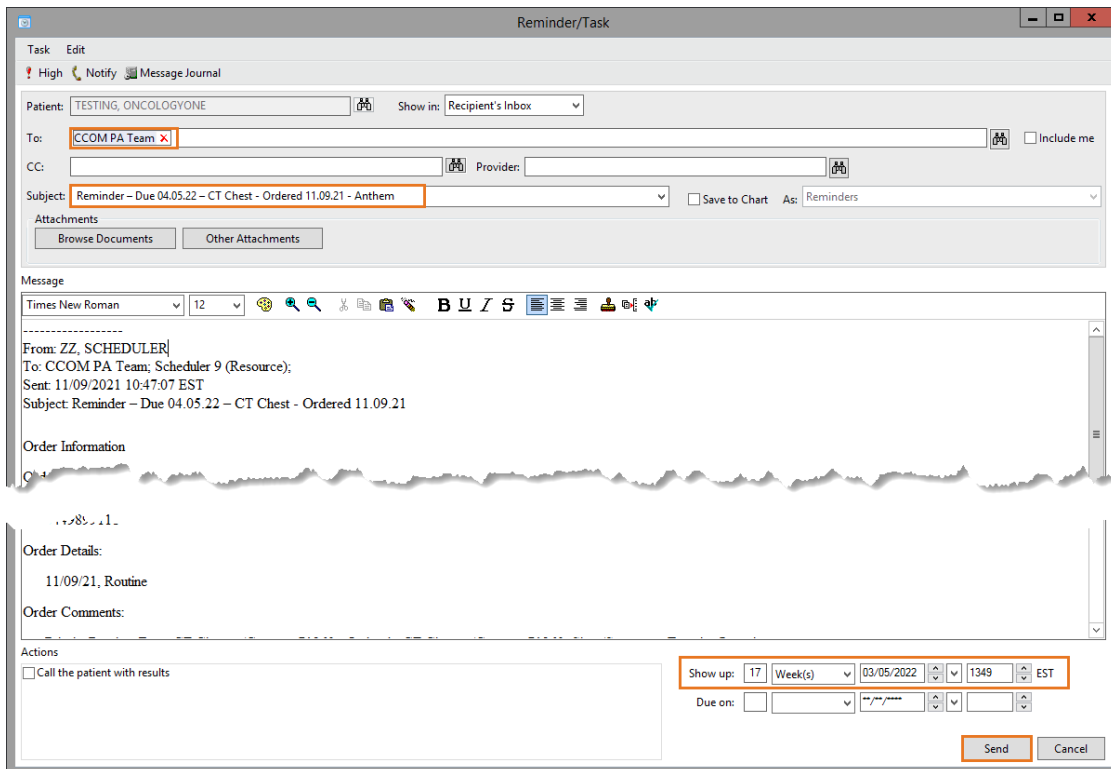 Reminder/Task
Task Edit
High Notify Message Journal
Patient: TESTING, ONCOLOGYONE Show in: Recipient's Inbox
To: CCOM PA Team Include me
CC: Provider:
Subject: Reminder – Due 04.05.22 – CT Chest - Ordered 11.09.21 - Anthem Save to Chart As: Reminders
Attachments
Browse Documents Other Attachments
Message
Times New Roman 12 B U I S
------------------
From: ZZ, SCHEDULER
To: CCOM PA Team; Scheduler 9 (Resource);
Sent: 11/09/2021 10:47:07 EST
Subject: Reminder – Due 04.05.22 – CT Chest - Ordered 11.09.21
Order Information
Order Details:
11/09/21, Routine
Order Comments:
Actions
Call the patient with results
Show up: 17 Week(s) 03/05/2022 1349 EST
Due on: **/**/****
Send Cancel